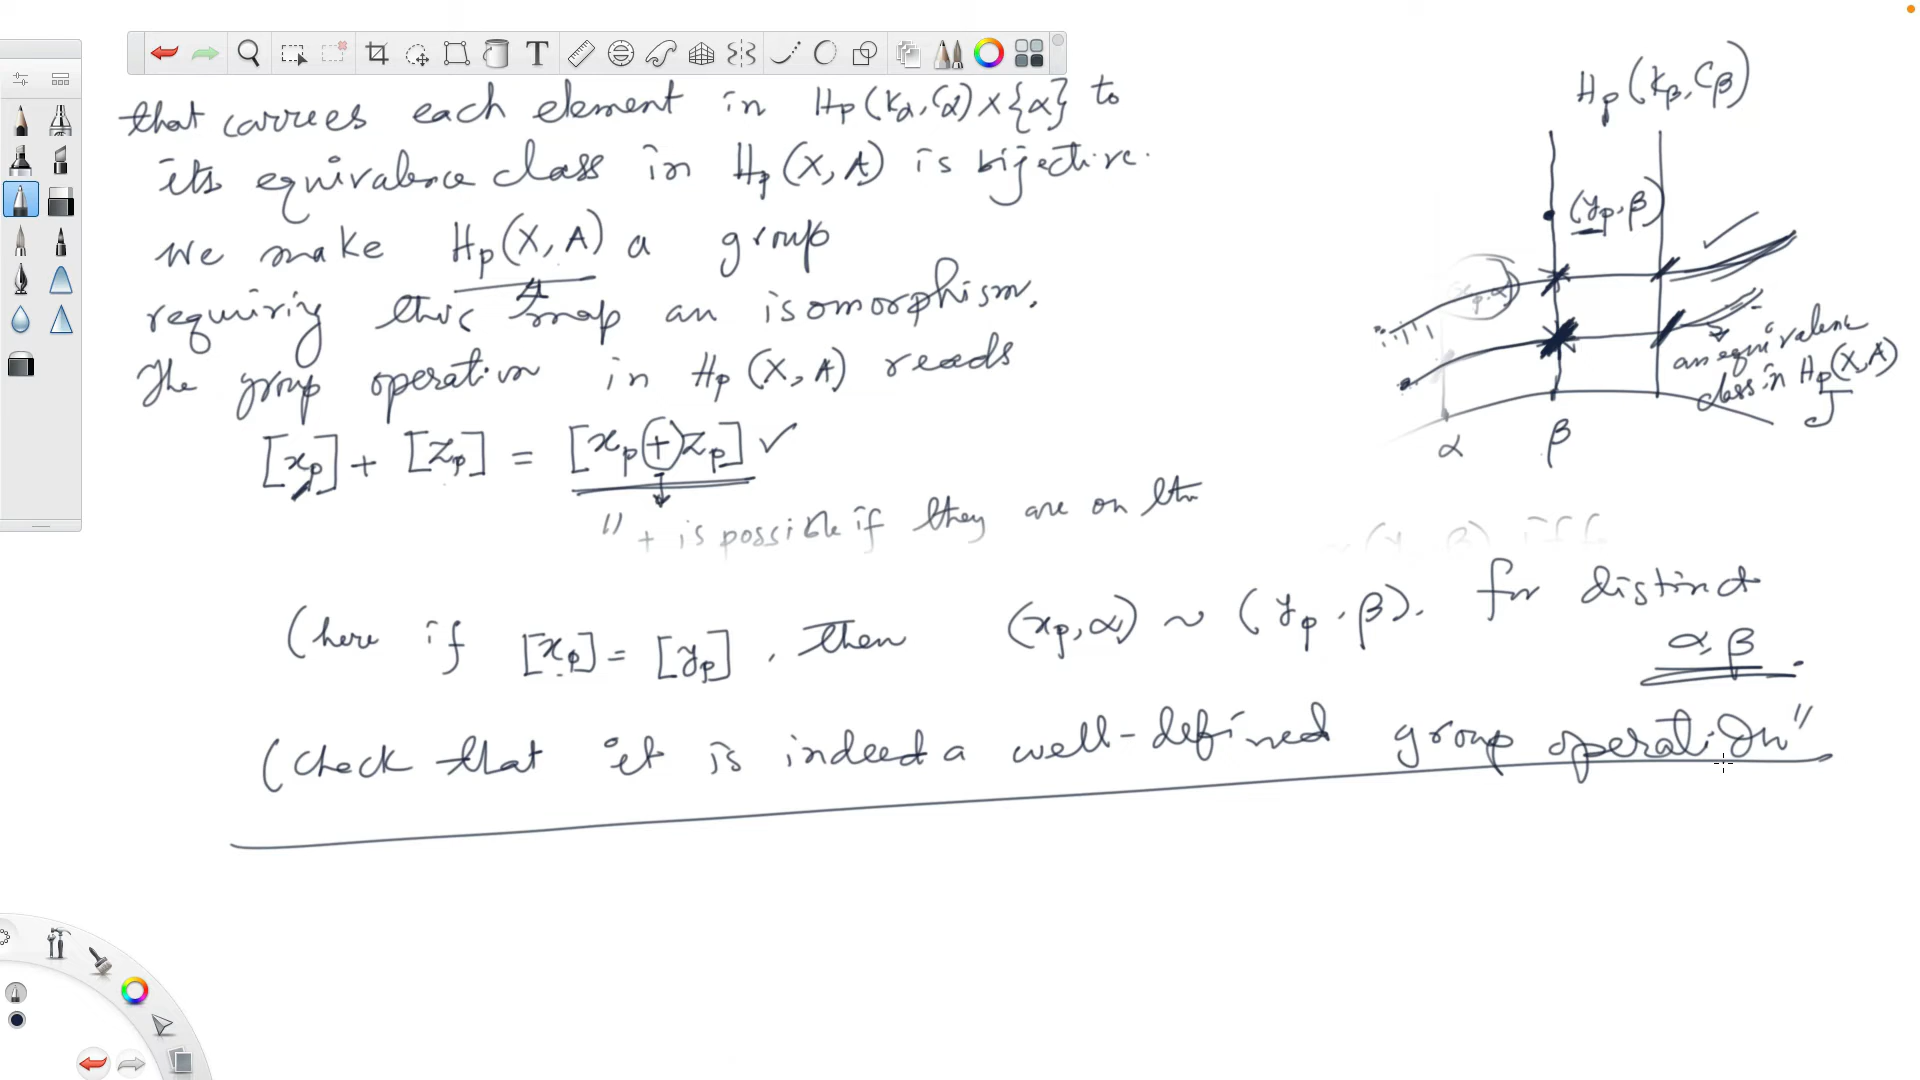 that carries each element in Hp(Kα, Cα) × {α} to
its equivalence class in Hp(X, A) is bijective.
We make Hp(X, A) a group
requiriy this map an isomorphism.
The group operation in Hp(X, A) reads
[xp] + [zp] = [xp + zp] ✓
" + is possible if they are on the
(here if [xp] = [yp], then (xp, α) ~ (yp, β). for distinct
α, β.
(check that it is indeed a well-defined group operation"
Hp(Kβ, Cβ)
(yp, β)
(xp, α)
an equivalence
class in Hp(X, A)
α
β
T